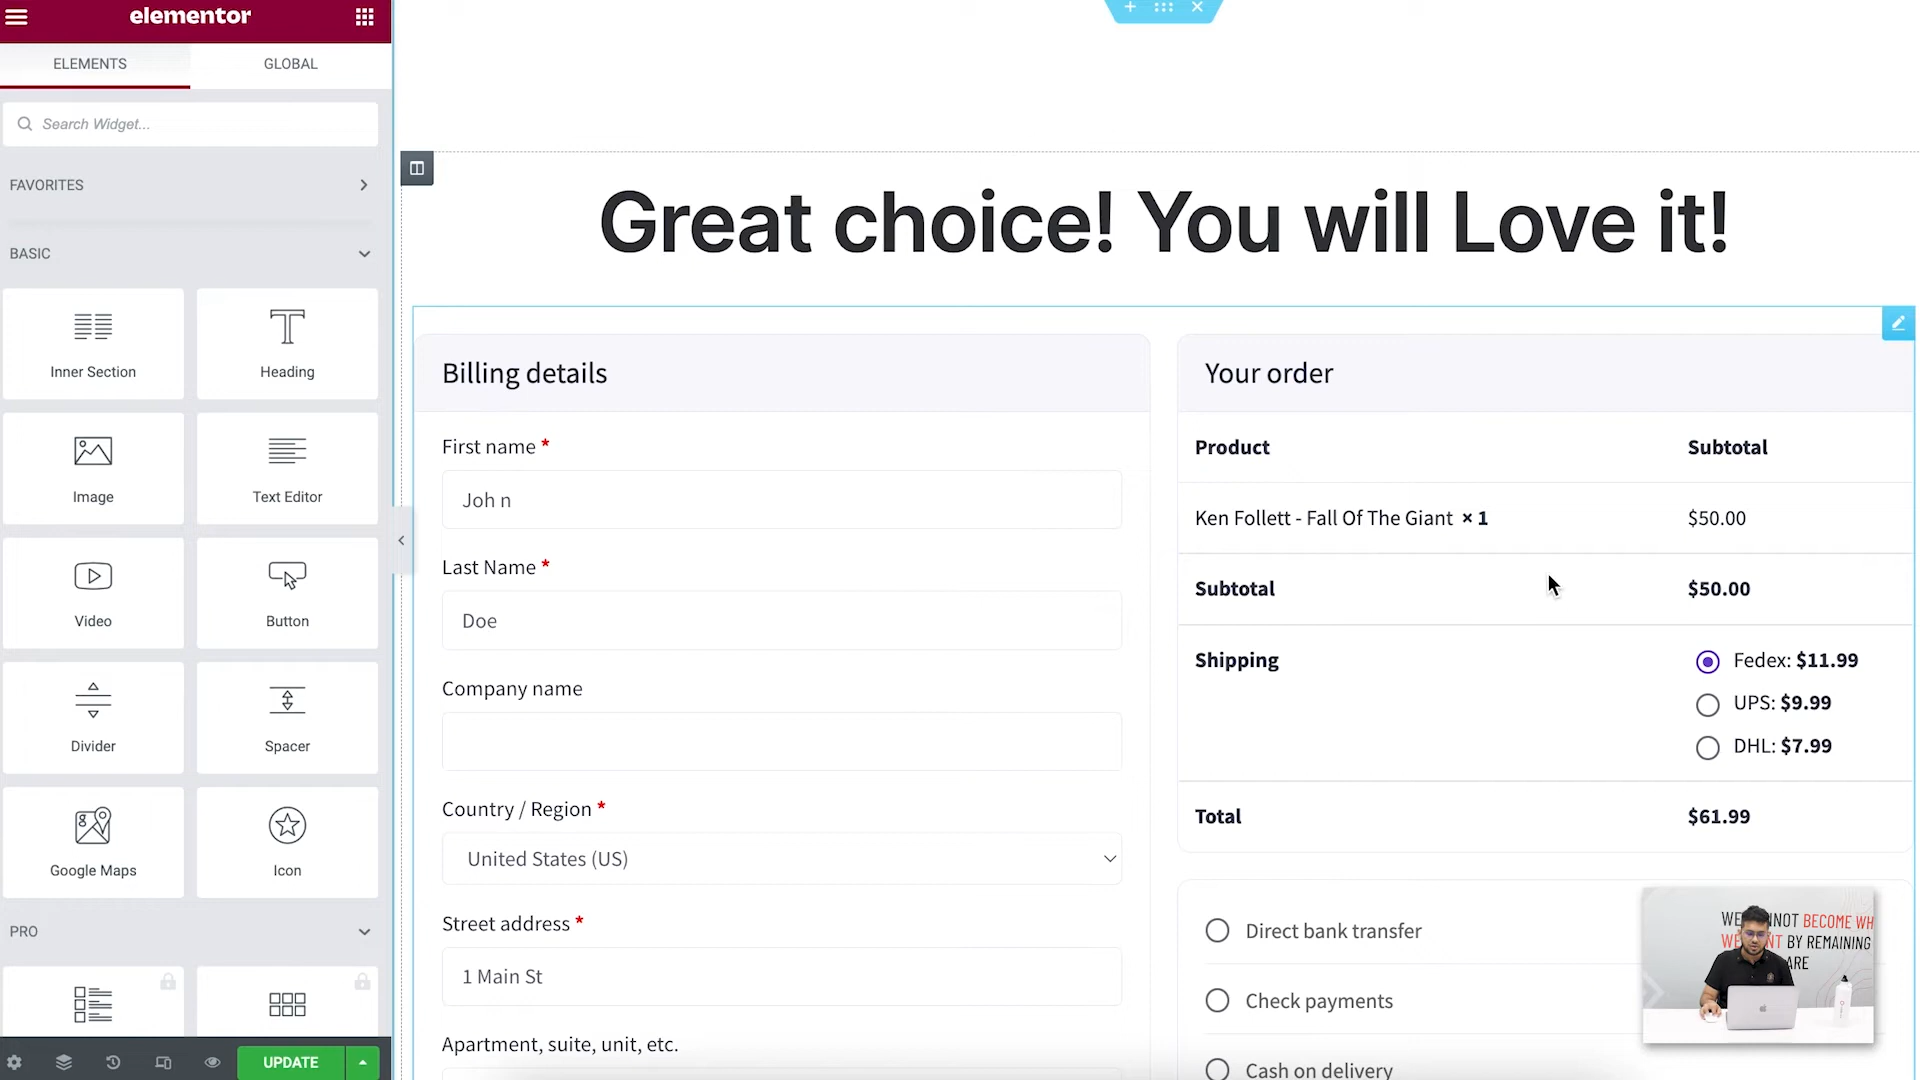 elementor
ELEMENTS
GLOBAL
Search Widget...
FAVORITES
BASIC
Inner Section
Heading
Image
Text Editor
Video
Button
Divider
Spacer
Google Maps
Icon
PRO
UPDATE
Great choice! You will Love it!
Billing details
First name *
Joh n
Last Name *
Doe
Company name
Country / Region *
United States (US)
Street address *
1 Main St
Apartment, suite, unit, etc.
Your order
Product Subtotal
Ken Follett - Fall Of The Giant × 1 $50.00
Subtotal $50.00
Shipping
Fedex: $11.99
UPS: $9.99
DHL: $7.99
Total $61.99
Direct bank transfer
Check payments
Cash on delivery
BECOME
BY REMAINING